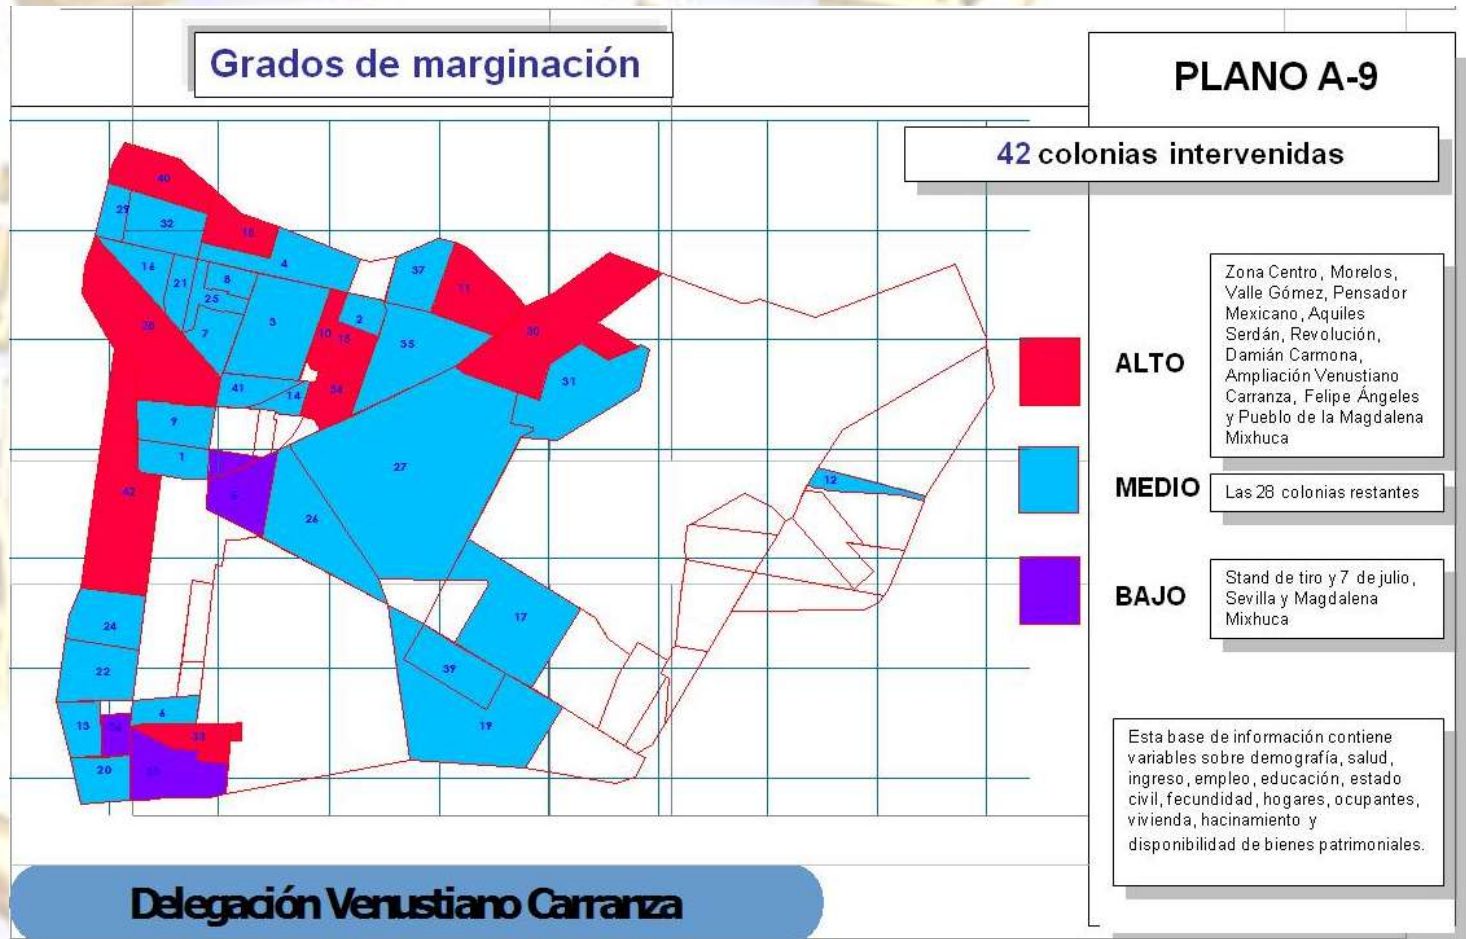 Grados de marginación
PLANO A-9
42 colonias intervenidas
ALTO
Zona Centro, Morelos,
Valle Gómez, Pensador
Mexicano, Aquiles
Serdán, Revolución,
Damián Carmona,
Ampliación Venustiano
Carranza, Felipe Ángeles
y Pueblo de la Magdalena
Mixhuca
MEDIO
Las 28 colonias restantes
BAJO
Stand de tiro y 7 de julio,
Sevilla y Magdalena
Mixhuca
Esta base de información contiene
variables sobre demografía, salud,
ingreso, empleo, educación, estado
civil, fecundidad, hogares, ocupantes,
vivienda, hacinamiento y
disponibilidad de bienes patrimoniales.
40
29
32
18
4
16
21
8
25
7
3
10
2
37
11
30
35
31
41
14
9
1
42
27
26
12
24
22
17
39
19
13
6
33
20
Delegación Venustiano Carranza